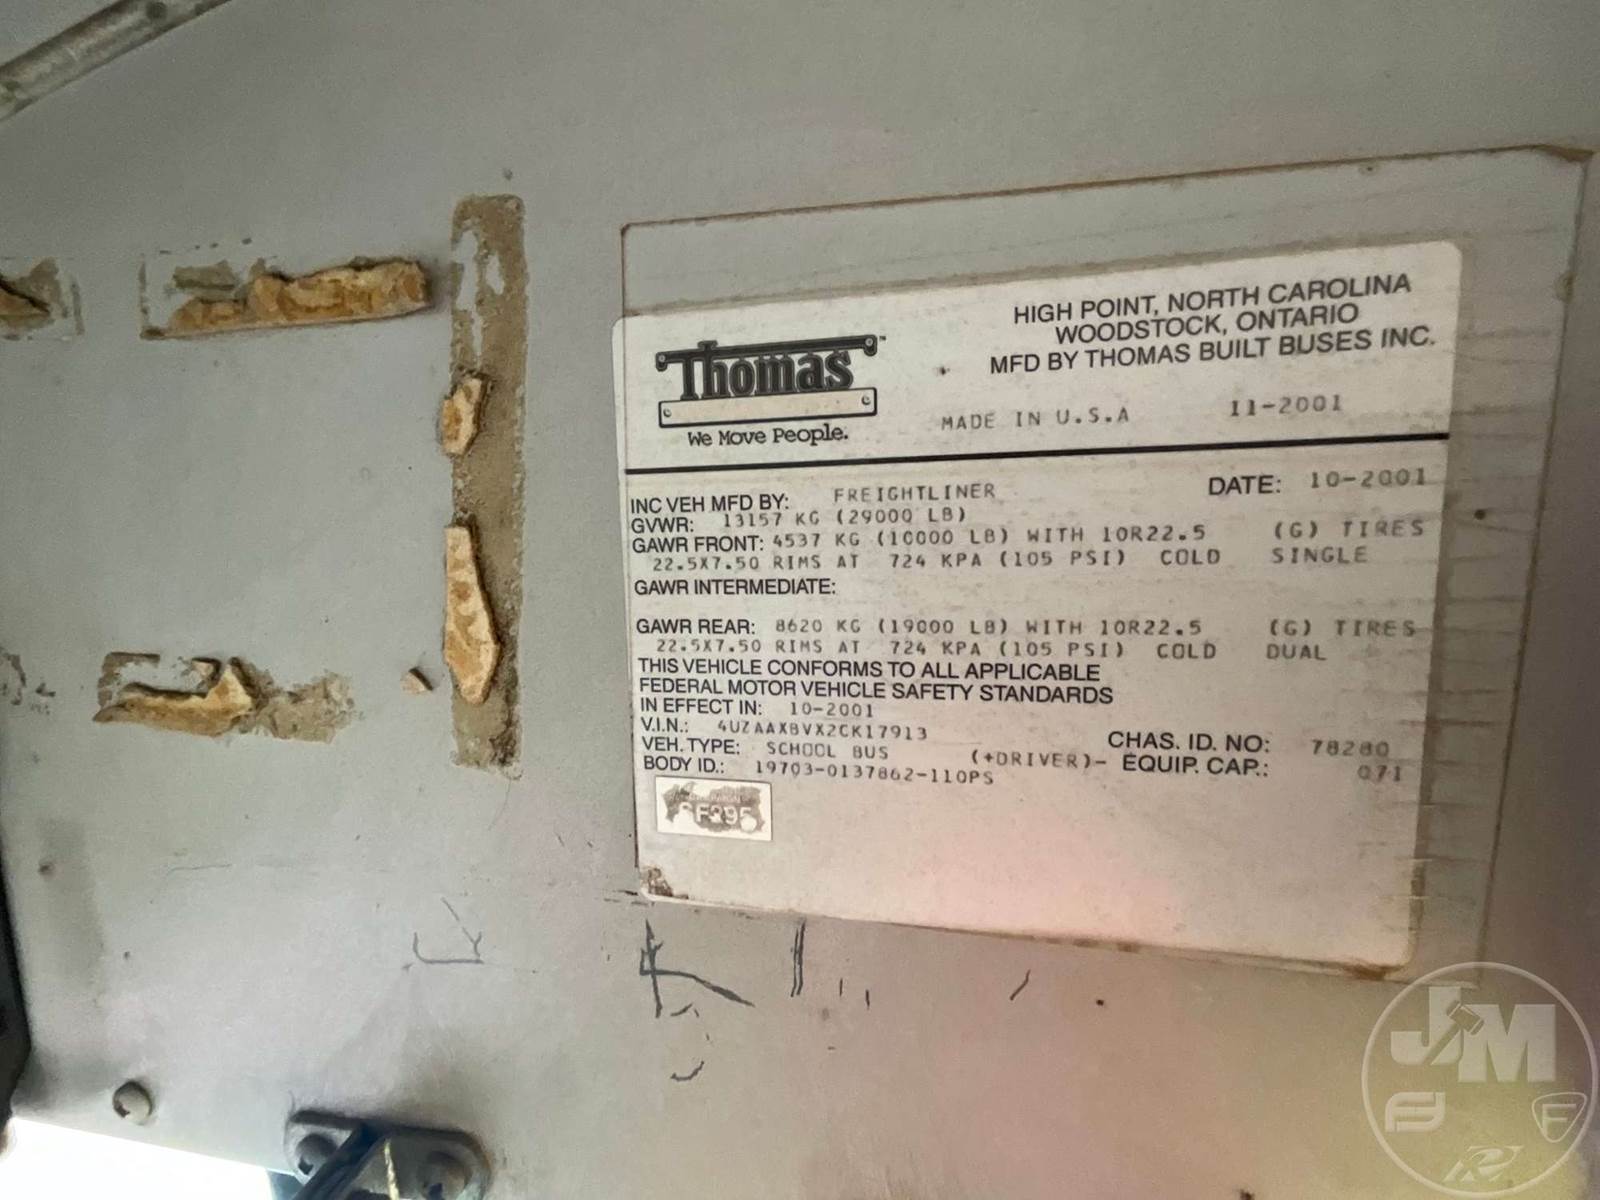 Thomas™
We Move People.
HIGH POINT, NORTH CAROLINA
WOODSTOCK, ONTARIO
MFD BY THOMAS BUILT BUSES INC.
MADE IN U.S.A 11-2001
INC VEH MFD BY: FREIGHTLINER DATE: 10-2001
GVWR: 13157 KG (29000 LB)
GAWR FRONT: 4537 KG (10000 LB) WITH 10R22.5 (G) TIRES
22.5X7.50 RIMS AT 724 KPA (105 PSI) COLD SINGLE
GAWR INTERMEDIATE:
GAWR REAR: 8620 KG (19000 LB) WITH 10R22.5 (G) TIRES
22.5X7.50 RIMS AT 724 KPA (105 PSI) COLD DUAL
THIS VEHICLE CONFORMS TO ALL APPLICABLE
FEDERAL MOTOR VEHICLE SAFETY STANDARDS
IN EFFECT IN: 10-2001
V.I.N.: 4UZAAXBVX2CK17913
VEH. TYPE: SCHOOL BUS CHAS. ID. NO: 78280
BODY ID.: 19703-0137862-110PS (+DRIVER)- EQUIP. CAP.: 071
JM